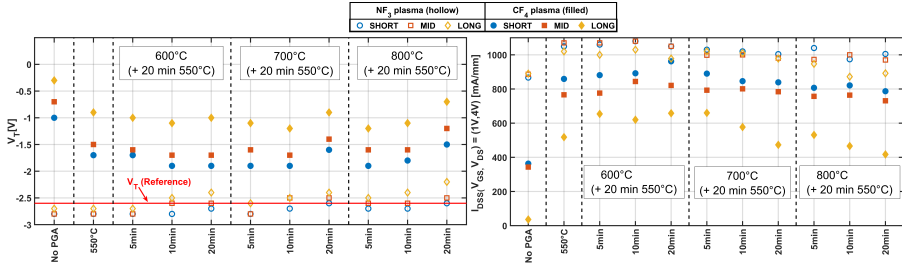 NF3 plasma (hollow) CF4 plasma (filled)
SHORT MID LONG SHORT MID LONG
VT[V]
0
-0.5
-1
-1.5
-2
-2.5
-3
600°C
(+ 20 min 550°C)
700°C
(+ 20 min 550°C)
800°C
(+ 20 min 550°C)
VT (Reference)
No PGA 550°C 5min 10min 20min 5min 10min 20min 5min 10min 20min
IDSS( VGS, VDS) = (1V,4V) [mA/mm]
1000
800
600
400
200
0
600°C
(+ 20 min 550°C)
700°C
(+ 20 min 550°C)
800°C
(+ 20 min 550°C)
No PGA 550°C 5min 10min 20min 5min 10min 20min 5min 10min 20min